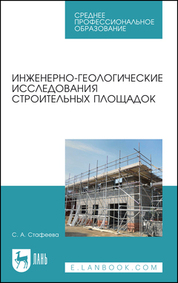 СРЕДНЕЕ
ПРОФЕССИОНАЛЬНОЕ
ОБРАЗОВАНИЕ
ИНЖЕНЕРНО-ГЕОЛОГИЧЕСКИЕ
ИССЛЕДОВАНИЯ
СТРОИТЕЛЬНЫХ ПЛОЩАДОК
С. А. Стафеева
ЛАНЬ
E.LANBOOK.COM